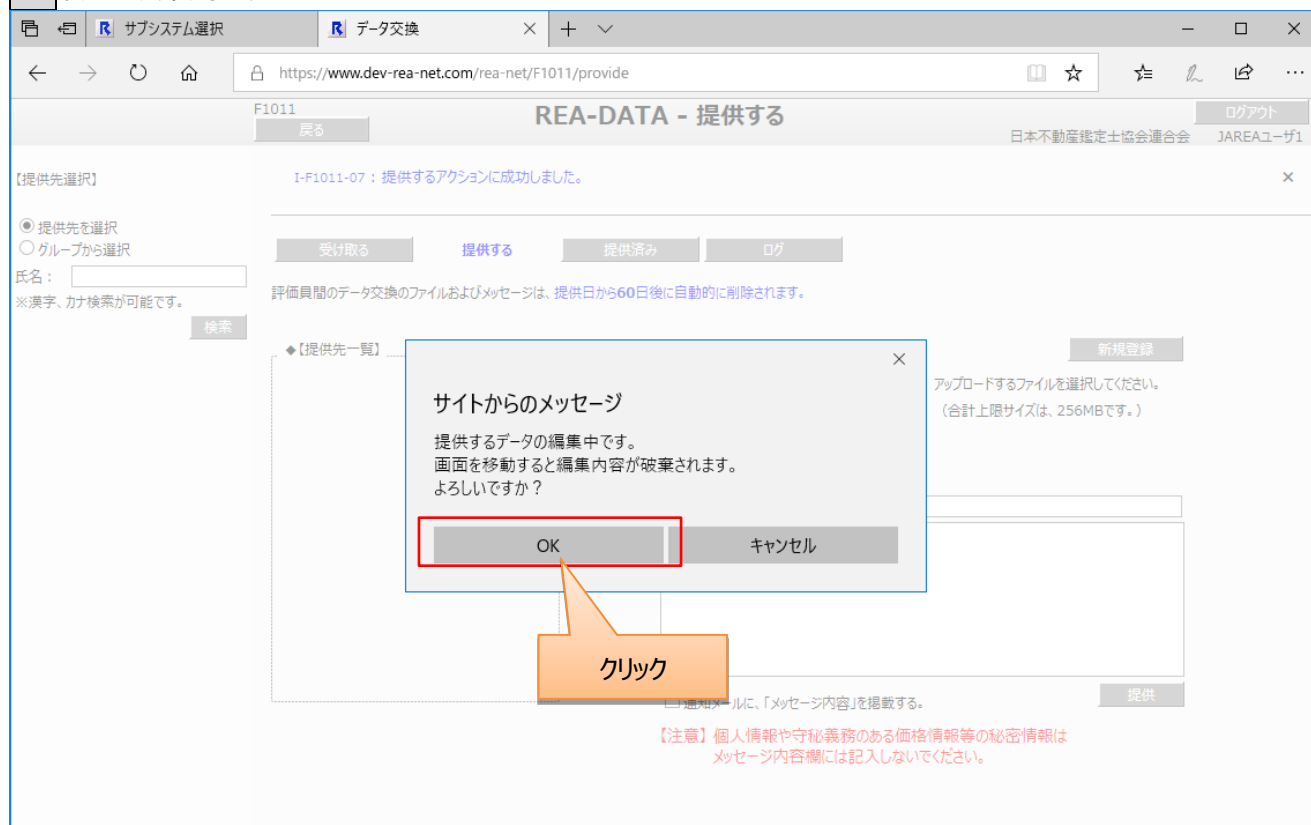 サブシステム選択
データ交換
https://www.dev-rea-net.com/rea-net/F1011/provide
F1011
REA-DATA - 提供する
ログアウト
戻る
日本不動産鑑定士協会連合会 JAREAユーザ1
【提供先選択】
I-F1011-07：提供するアクションに成功しました。
提供先を選択
グループから選択
氏名：
※漢字、カナ検索が可能です。
検索
受け取る
提供する
提供済み
ログ
評価員間のデータ交換のファイルおよびメッセージは、提供日から60日後に自動的に削除されます。
◆【提供先一覧】
新規登録
アップロードするファイルを選択してください。
（合計上限サイズは、256MBです。）
サイトからのメッセージ
提供するデータの編集中です。
画面を移動すると編集内容が破棄されます。
よろしいですか？
OK
キャンセル
クリック
通知メールに、「メッセージ内容」を掲載する。
提供
【注意】個人情報や守秘義務のある価格情報等の秘密情報は
メッセージ内容欄には記入しないでください。